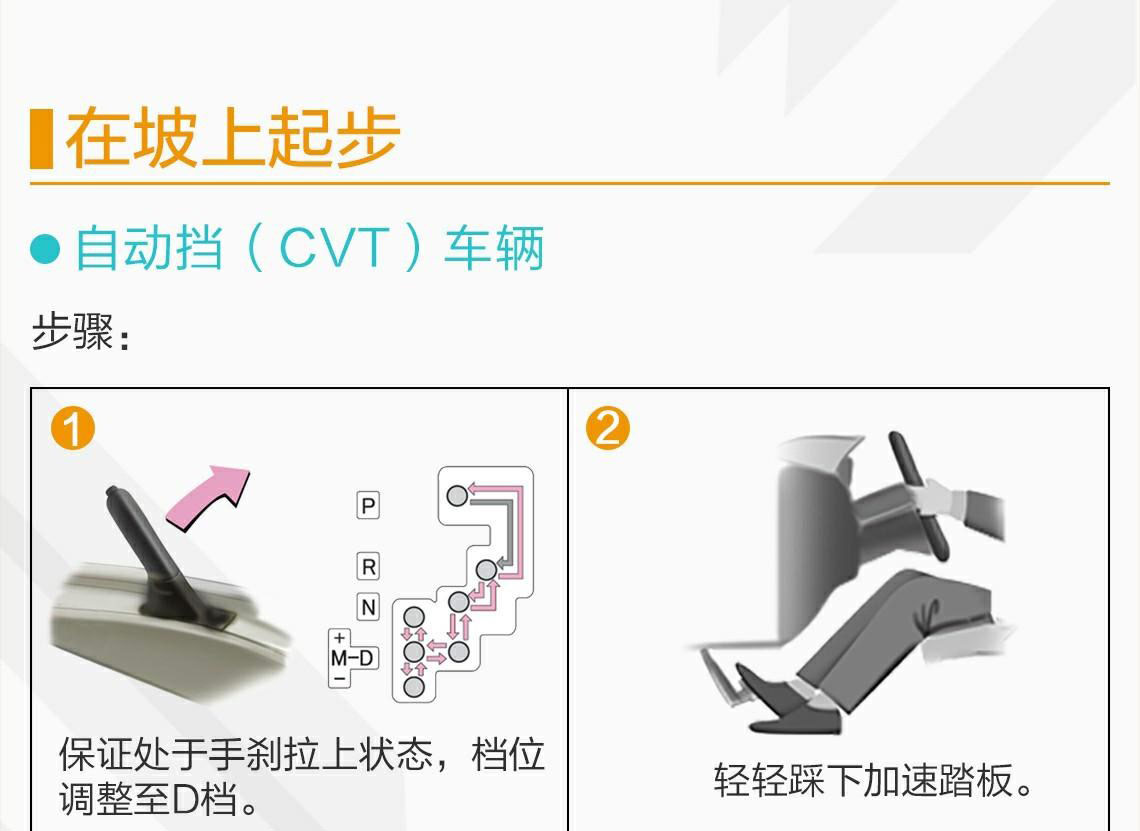 在坡上起步
自动挡（CVT）车辆
步骤：
1
2
P
R
N
+
M-D
−
保证处于手刹拉上状态，档位
调整至D档。
轻轻踩下加速踏板。